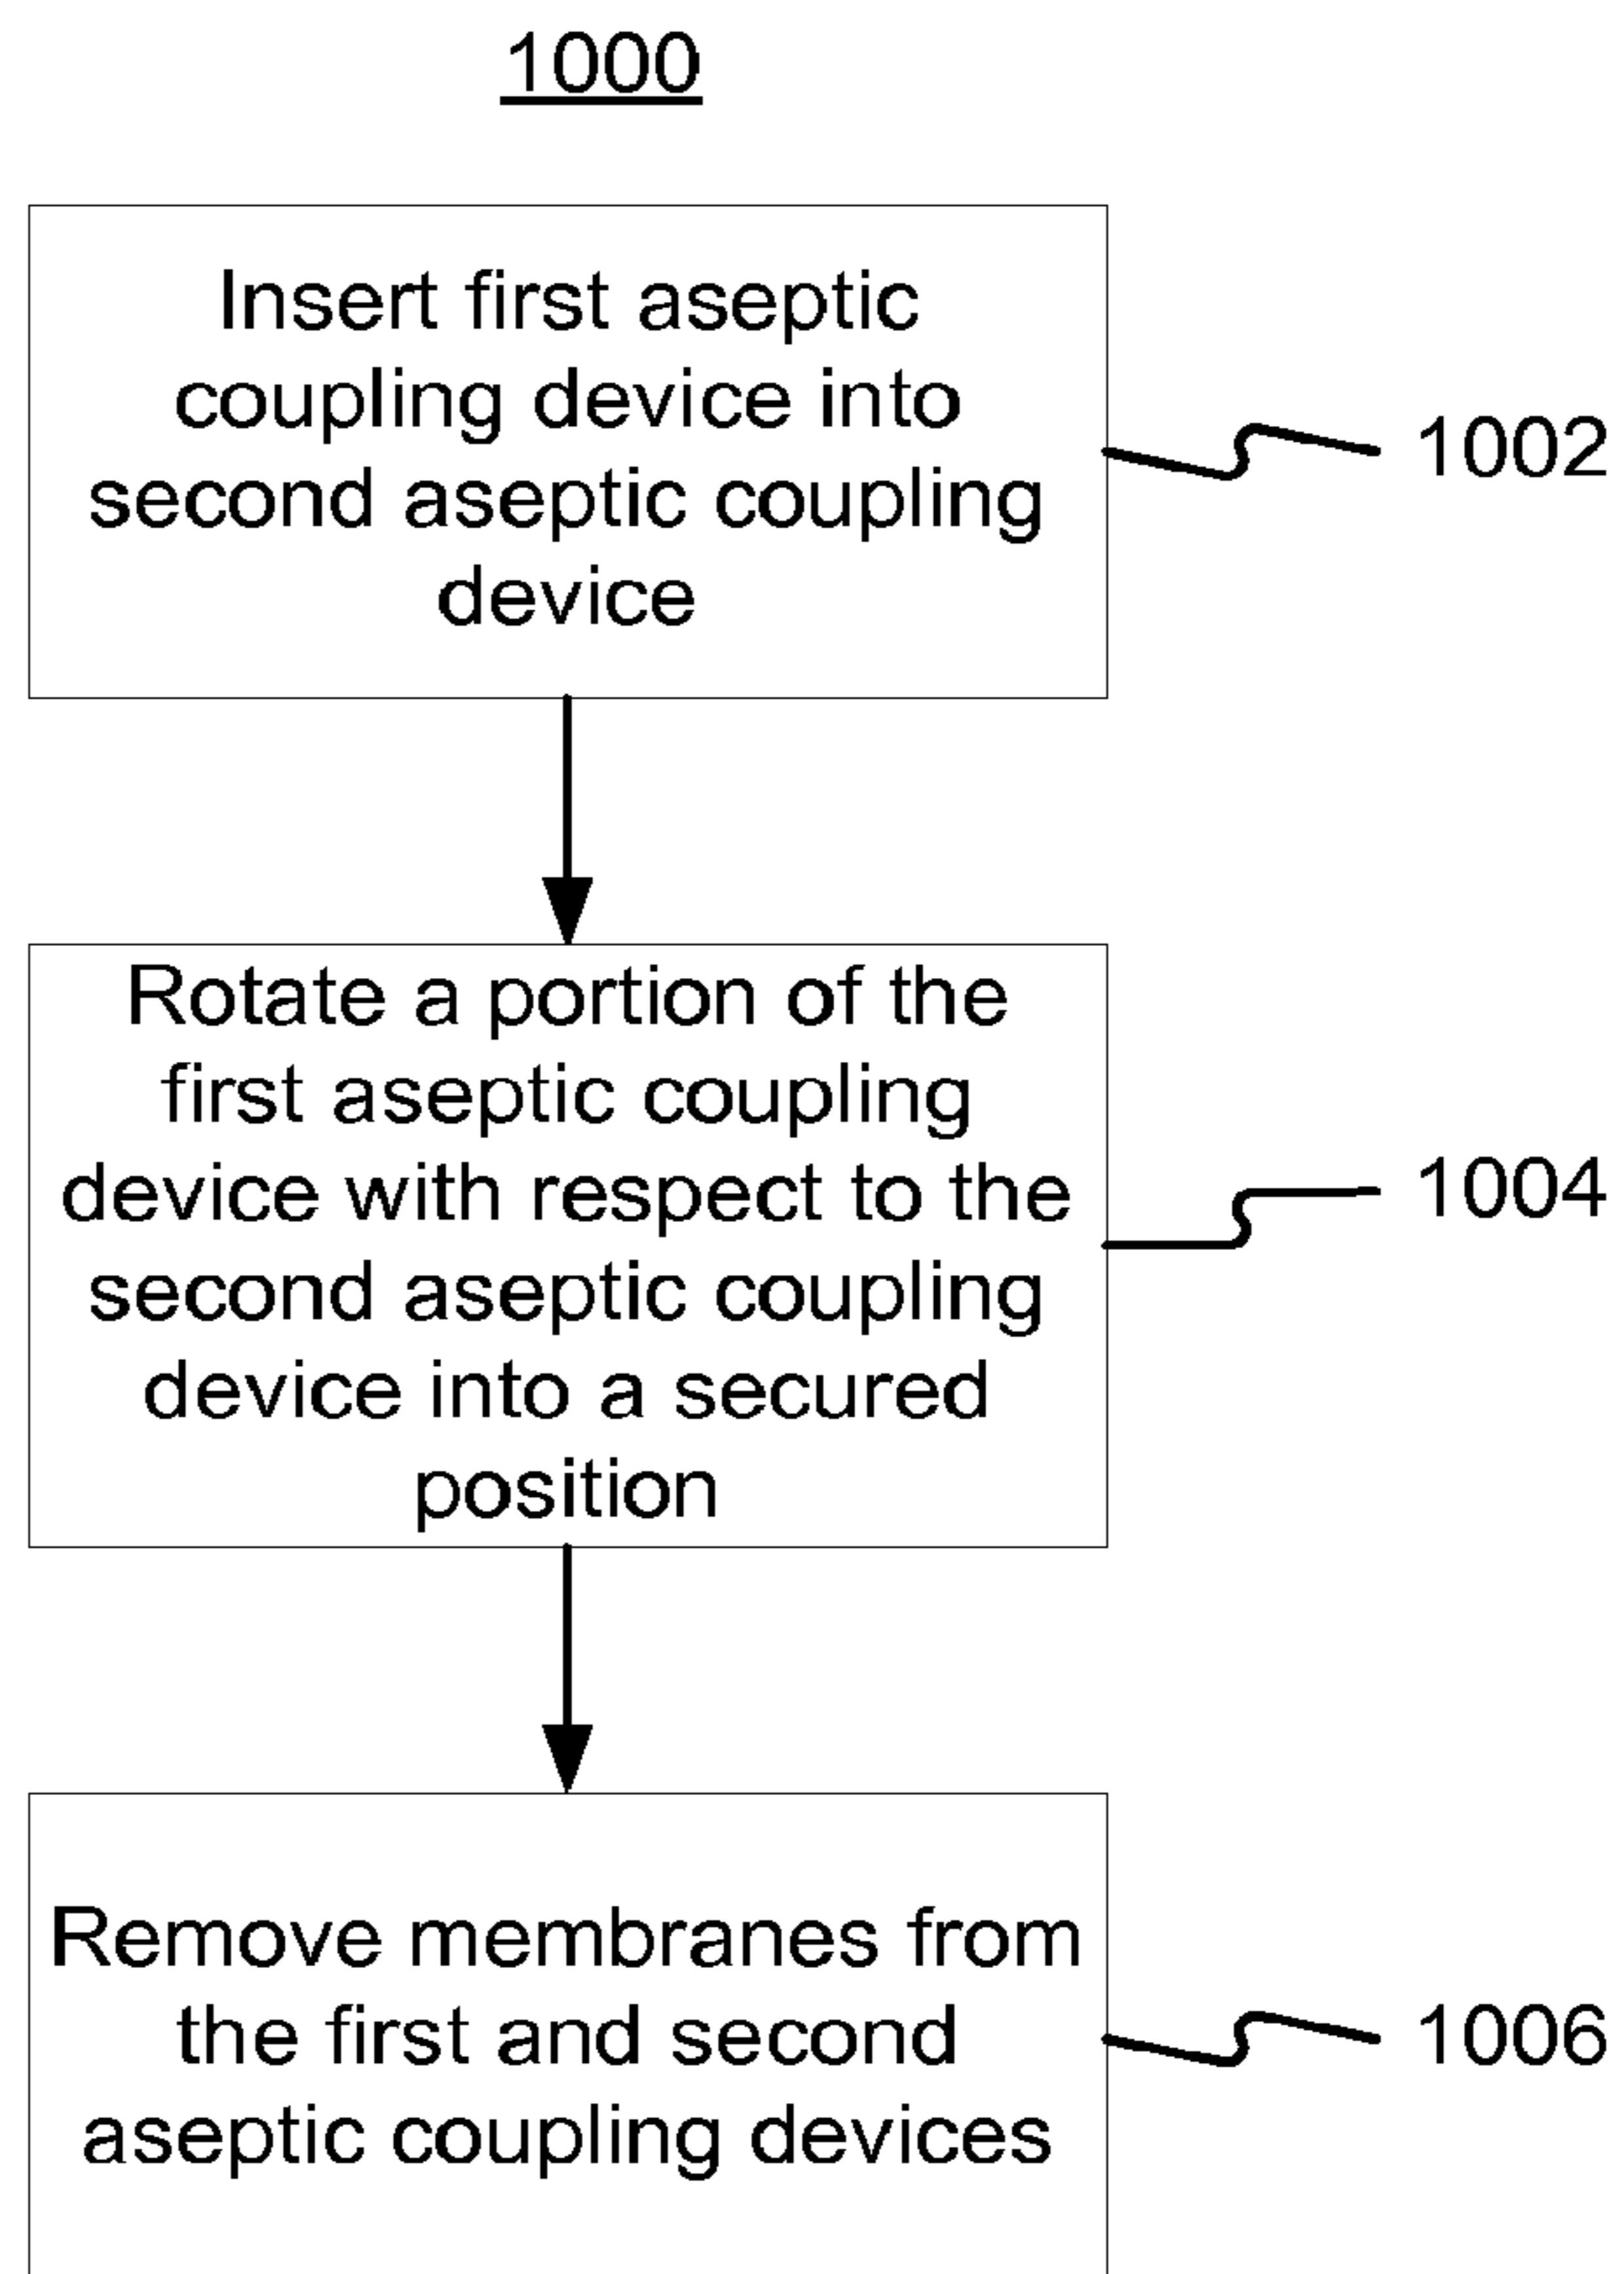 1000
Insert first aseptic
coupling device into
second aseptic coupling
device
1002
Rotate a portion of the
first aseptic coupling
device with respect to the
second aseptic coupling
device into a secured
position
1004
Remove membranes from
the first and second
aseptic coupling devices
1006